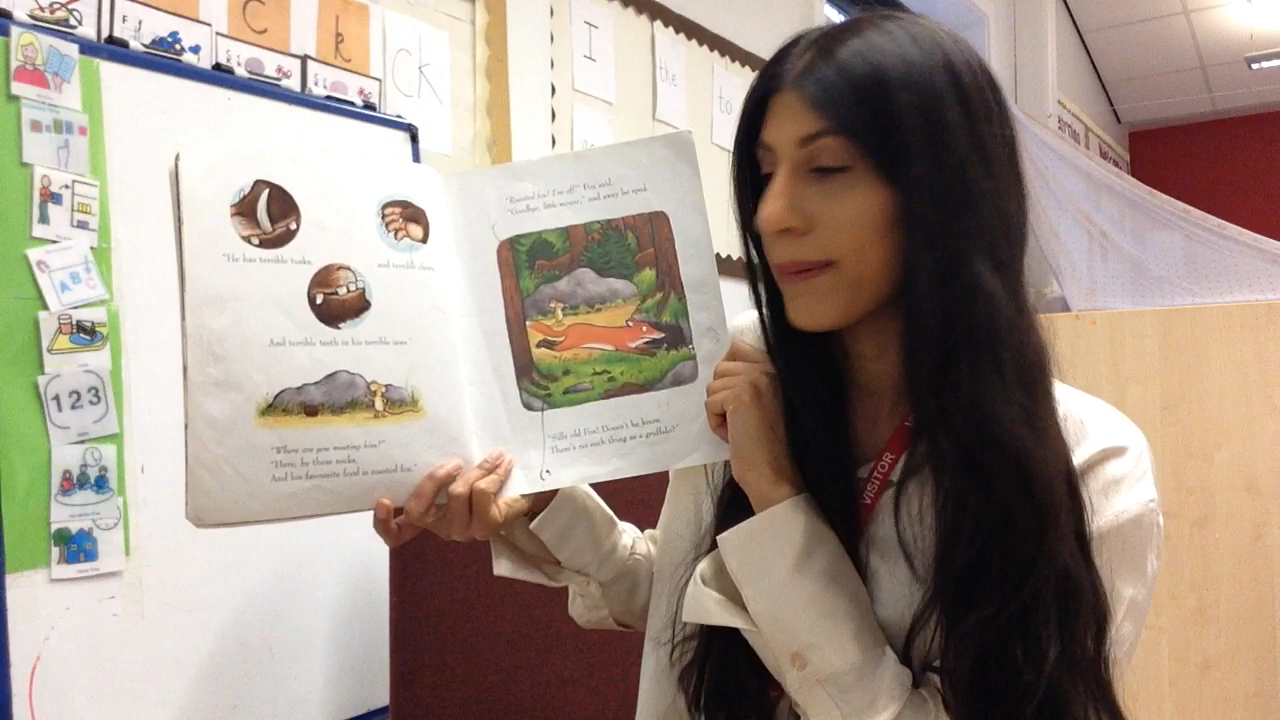 c
k
ck
I
the
to
"He has terrible tusks,
and terrible claws,
And terrible teeth in his terrible jaws."
"Where are you meeting him?"
"Here, by these rocks,
And his favourite food is roasted fox."
"Roasted fox! I'm off!" Fox said.
"Goodbye, little mouse," and away he sped.
"Silly old Fox! Doesn't he know,
There's no such thing as a gruffalo?"
ABC
123
VISITOR